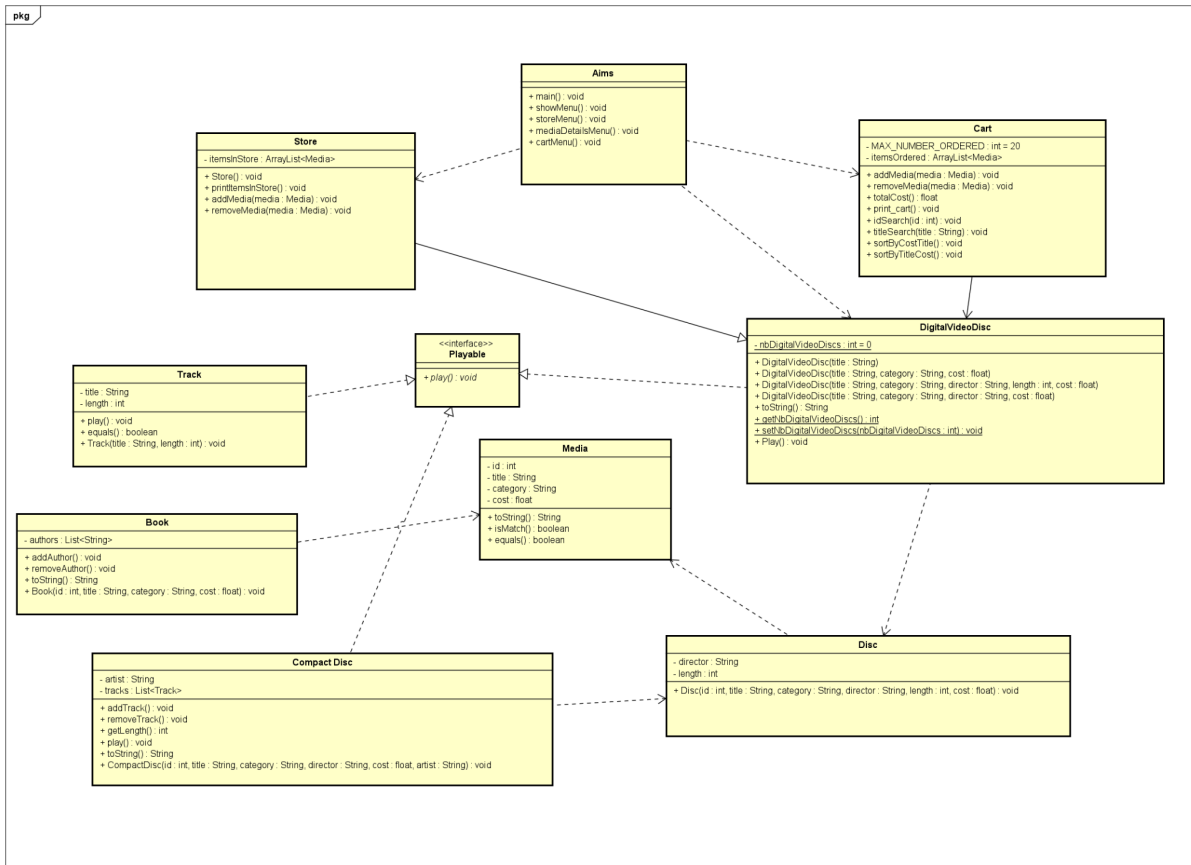 pkg
Aims
+ main() : void
+ showMenu() : void
+ storeMenu() : void
+ mediaDetailsMenu() : void
+ cartMenu() : void
Store
- itemsInStore : ArrayList<Media>
+ Store() : void
+ printItemsInStore() : void
+ addMedia(media : Media) : void
+ removeMedia(media : Media) : void
Cart
- MAX_NUMBER_ORDERED : int = 20
- itemsOrdered : ArrayList<Media>
+ addMedia(media : Media) : void
+ removeMedia(media : Media) : void
+ totalCost() : float
+ print_cart() : void
+ idSearch(id : int) : void
+ titleSearch(title : String) : void
+ sortByCostTitle() : void
+ sortByTitleCost() : void
DigitalVideoDisc
- nbDigitalVideoDiscs : int = 0
+ DigitalVideoDisc(title : String)
+ DigitalVideoDisc(title : String, category : String, cost : float)
+ DigitalVideoDisc(title : String, category : String, director : String, length : int, cost : float)
+ DigitalVideoDisc(title : String, category : String, director : String, cost : float)
+ toString() : String
+ getNbDigitalVideoDiscs() : int
+ setNbDigitalVideoDiscs(nbDigitalVideoDiscs : int) : void
+ Play() : void
<<interface>>
Playable
+ play() : void
Track
- title : String
- length : int
+ play() : void
+ equals() : boolean
+ Track(title : String, length : int) : void
Media
- id : int
- title : String
- category : String
- cost : float
+ toString() : String
+ isMatch() : boolean
+ equals() : boolean
Book
- authors : List<String>
+ addAuthor() : void
+ removeAuthor() : void
+ toString() : String
+ Book(id : int, title : String, category : String, cost : float) : void
Disc
- director : String
- length : int
+ Disc(id : int, title : String, category : String, director : String, length : int, cost : float) : void
Compact Disc
- artist : String
- tracks : List<Track>
+ addTrack() : void
+ removeTrack() : void
+ getLength() : int
+ play() : void
+ toString() : String
+ CompactDisc(id : int, title : String, category : String, director : String, cost : float, artist : String) : void